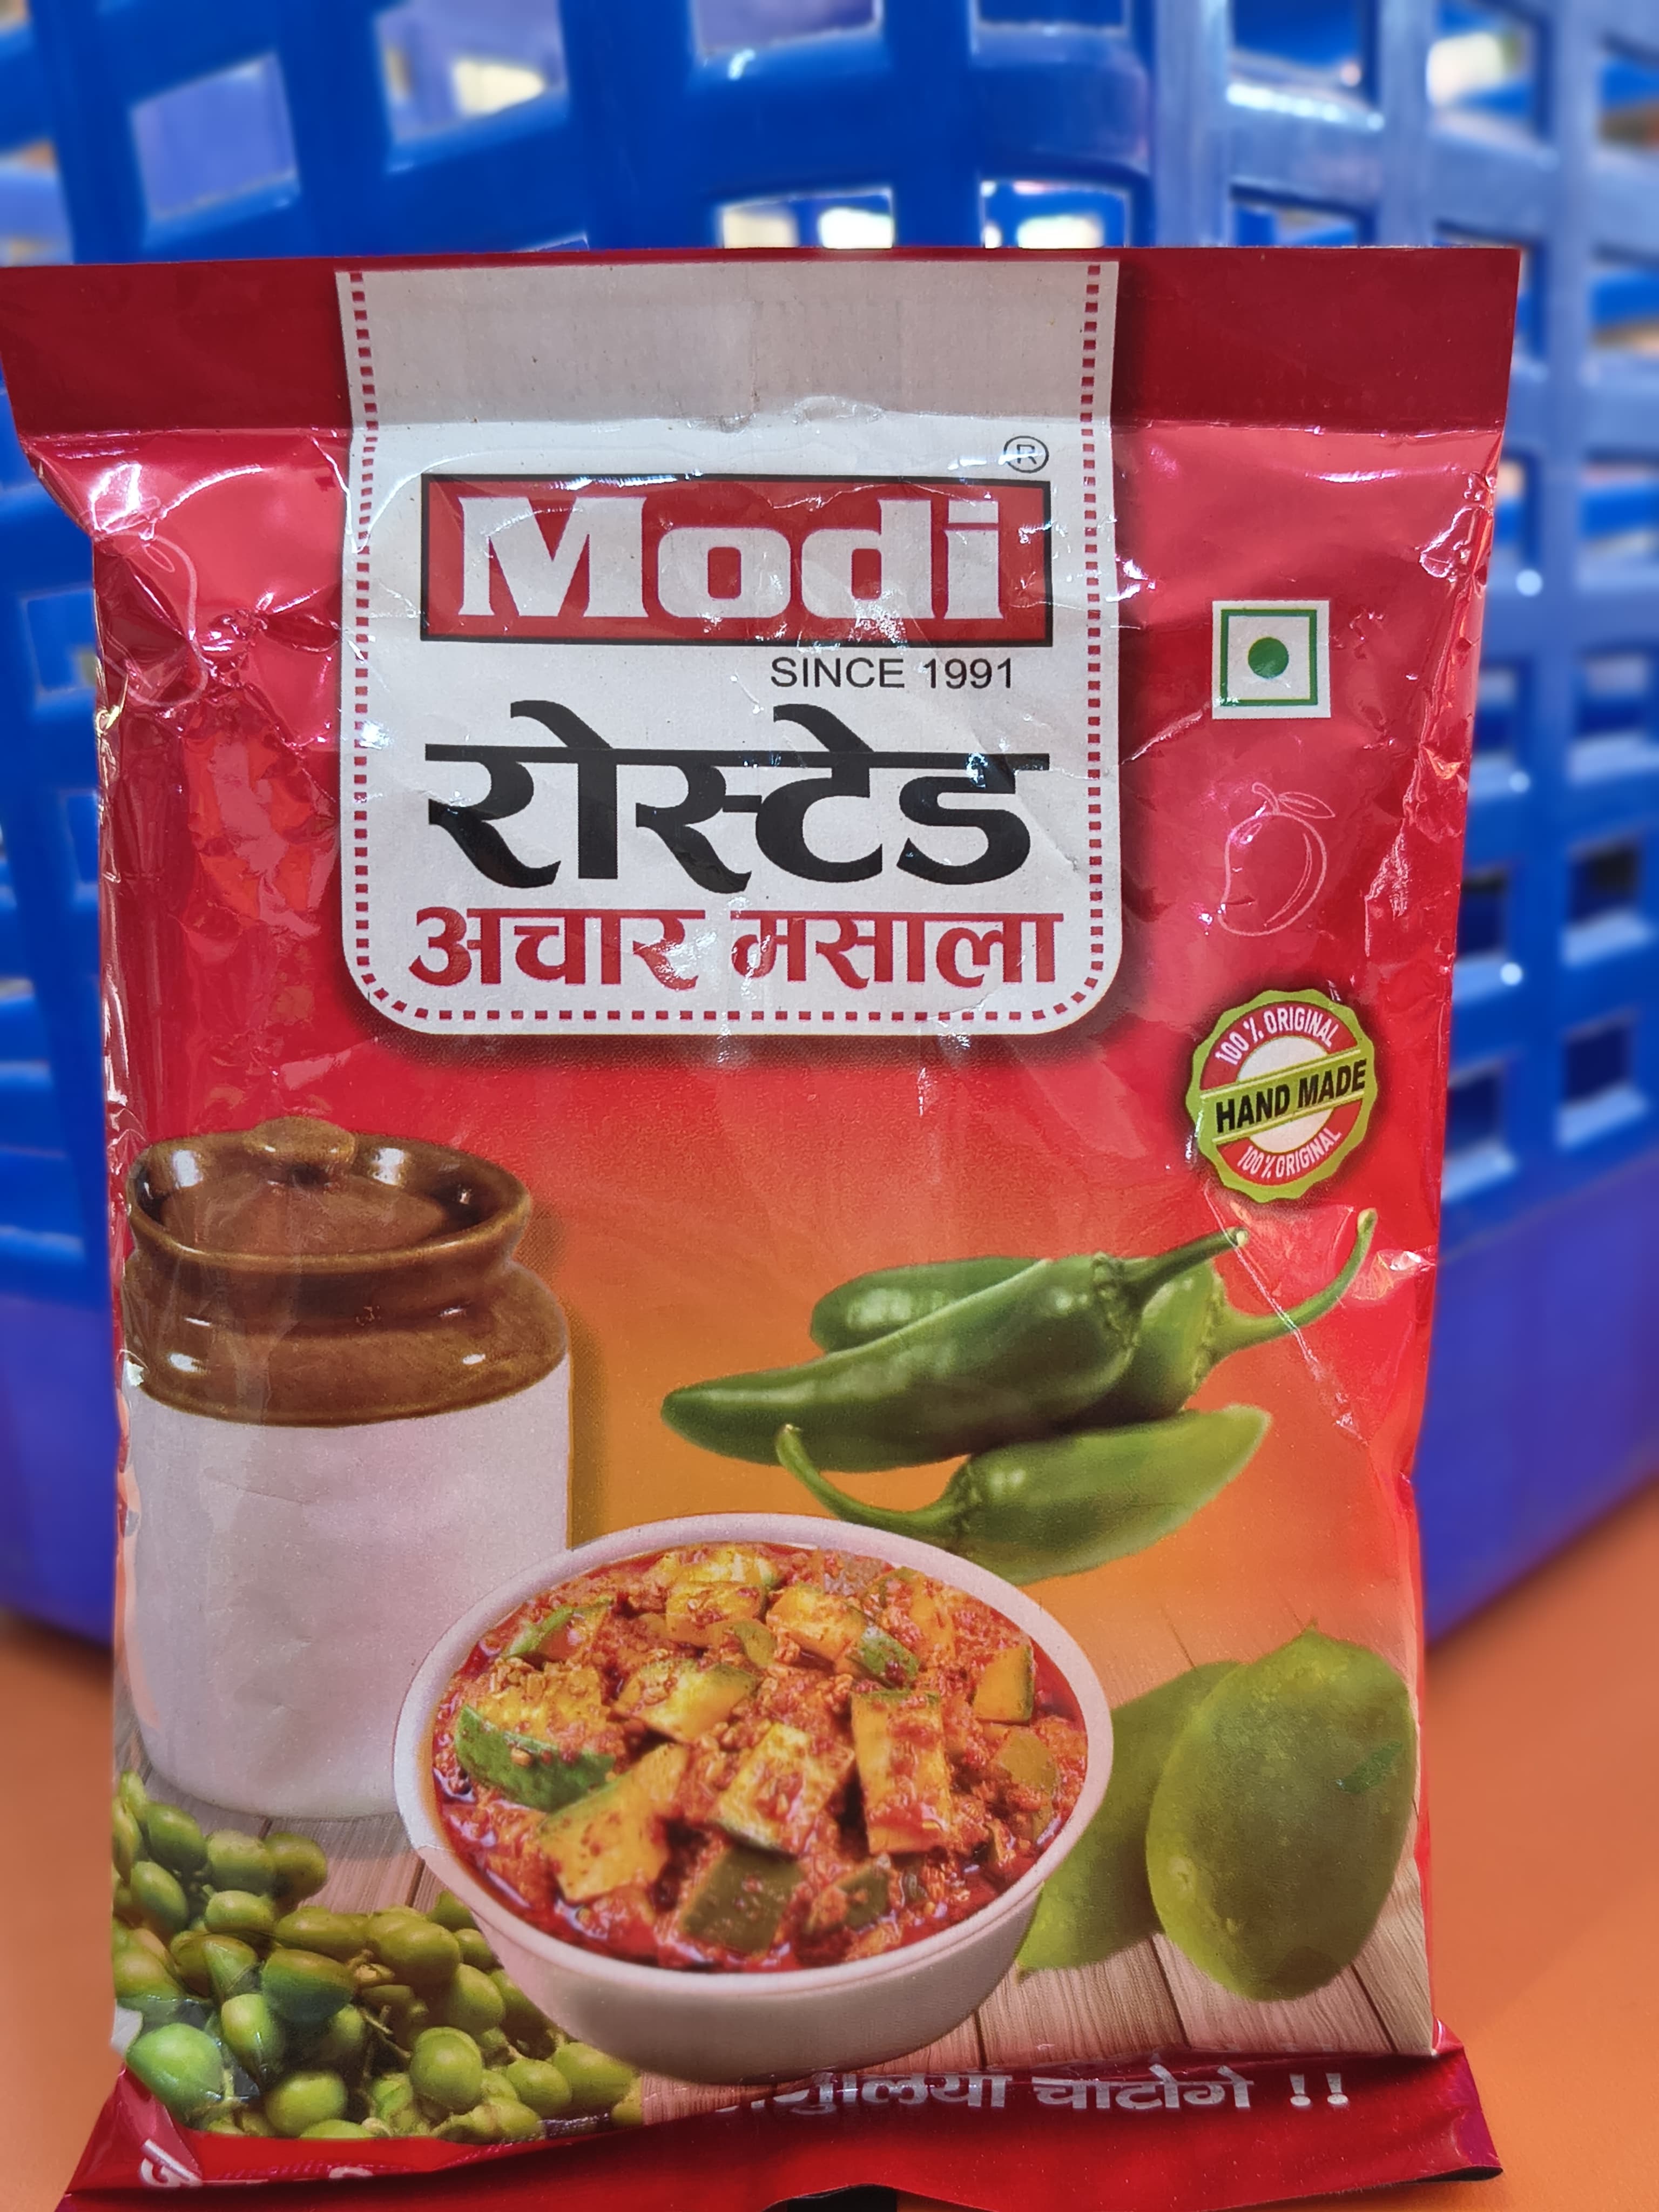 ®
Modi
SINCE 1991
रोस्टेड
अचार मसाला
100 % ORIGINAL
HAND MADE
100 % ORIGINAL
चाटोगे !!